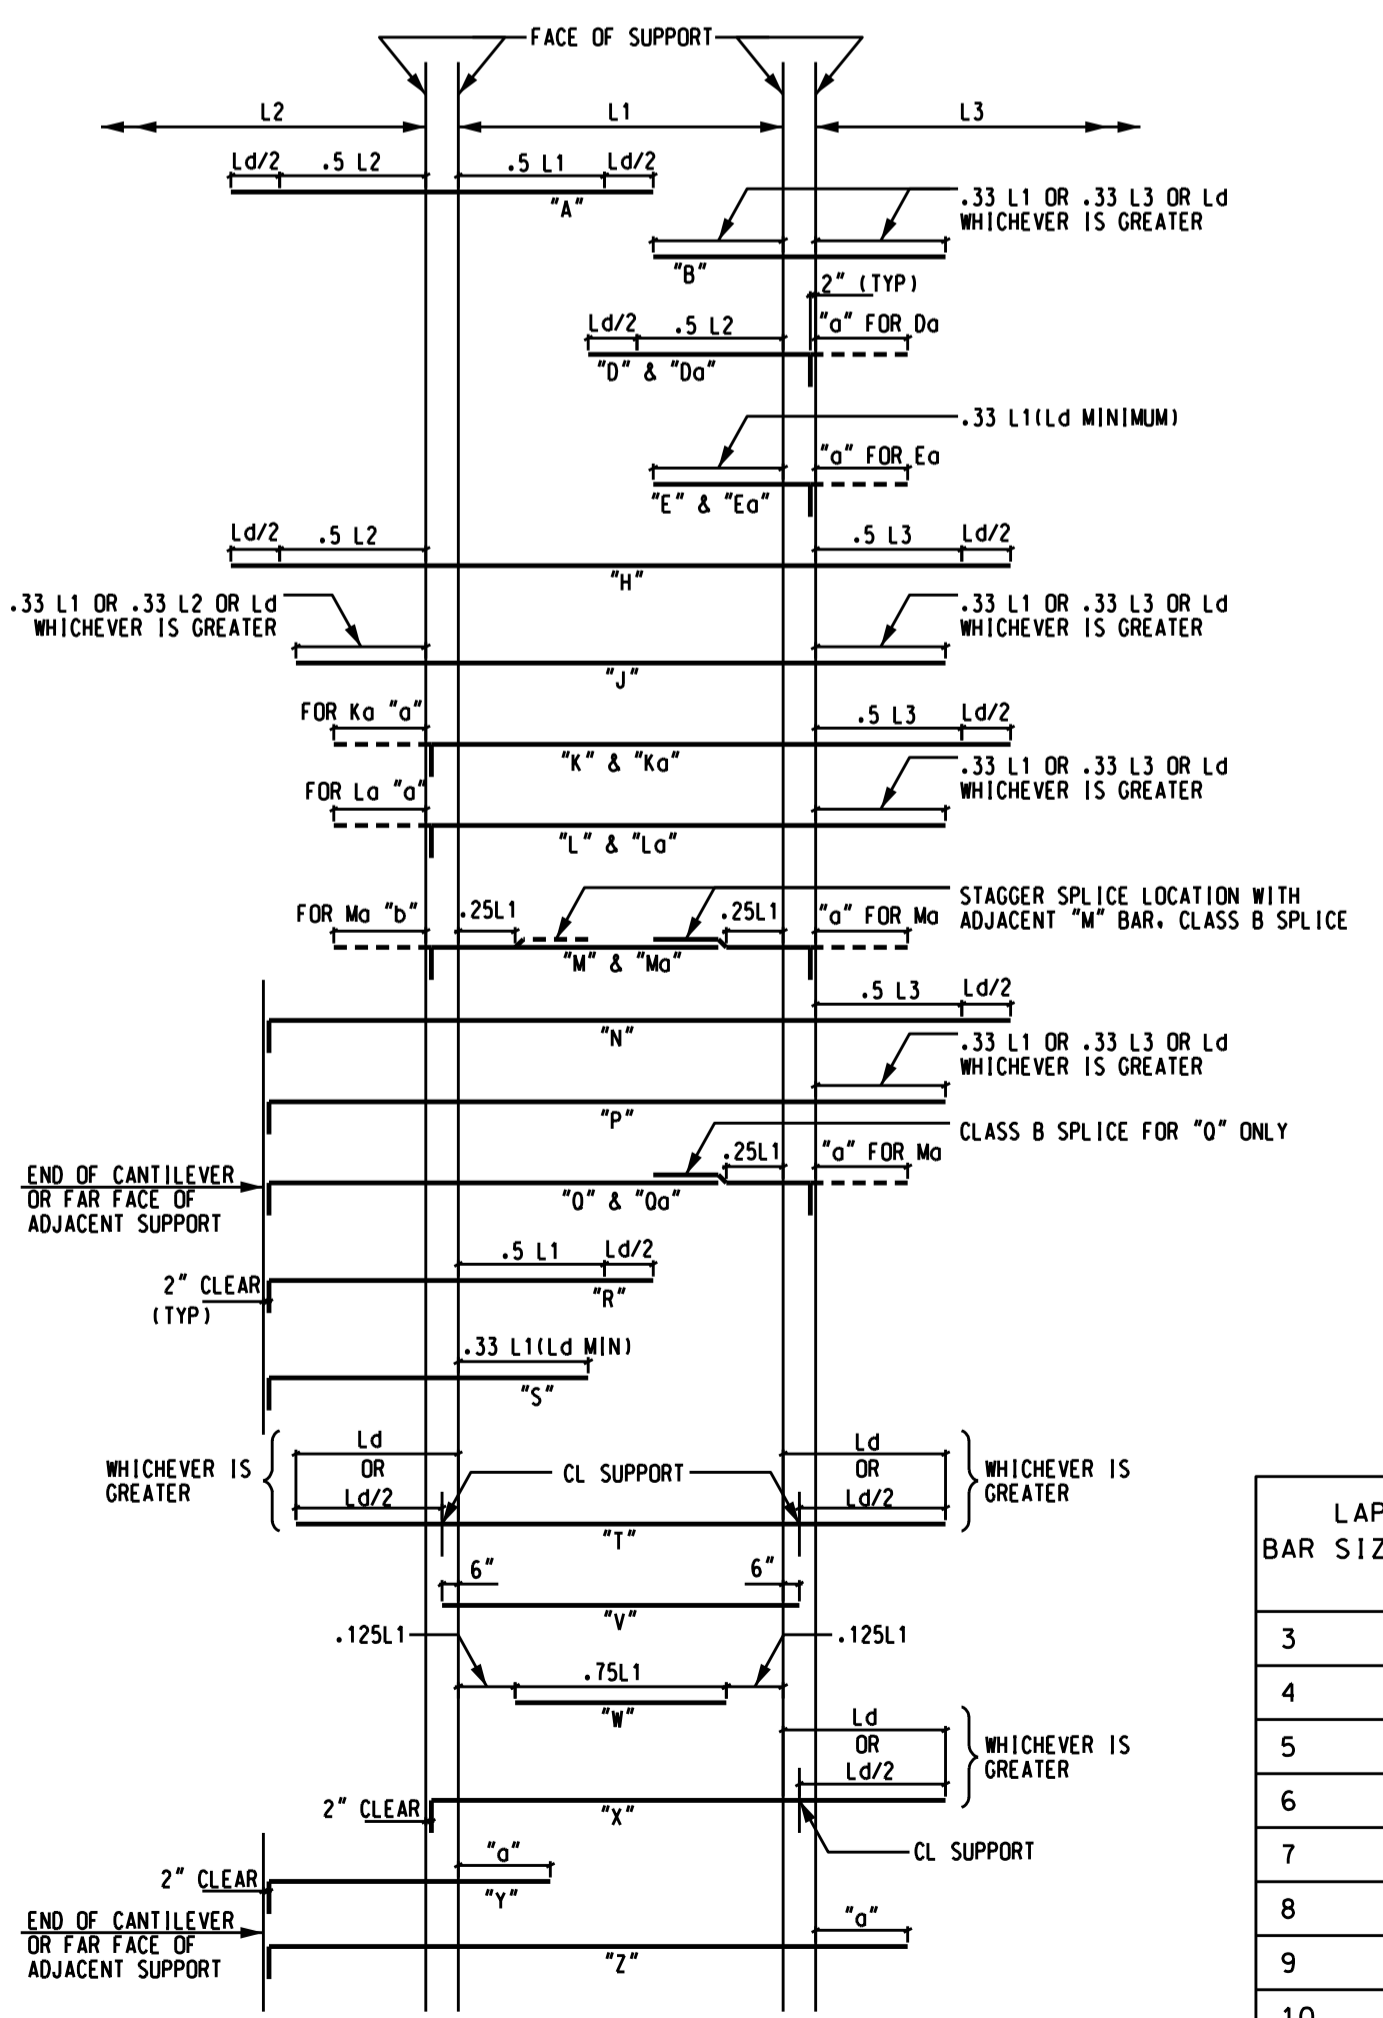 FACE OF SUPPORT
L2 L1 L3
Ld/2 .5 L2 .5 L1 Ld/2
"A"
.33 L1 OR .33 L3 OR Ld
WHICHEVER IS GREATER
"B"
2" (TYP)
Ld/2 .5 L2 "a" FOR Da
"D" & "Da"
.33 L1(Ld MINIMUM)
"a" FOR Ea
"E" & "Ea"
Ld/2 .5 L2 .5 L3 Ld/2
"H"
.33 L1 OR .33 L2 OR Ld
WHICHEVER IS GREATER
.33 L1 OR .33 L3 OR Ld
WHICHEVER IS GREATER
"J"
FOR Ka "a" .5 L3 Ld/2
"K" & "Ka"
.33 L1 OR .33 L3 OR Ld
WHICHEVER IS GREATER
FOR La "a"
"L" & "La"
STAGGER SPLICE LOCATION WITH
ADJACENT "M" BAR. CLASS B SPLICE
FOR Ma "b" .25L1 .25L1 "a" FOR Ma
"M" & "Ma"
.5 L3 Ld/2
"N"
.33 L1 OR .33 L3 OR Ld
WHICHEVER IS GREATER
"P"
CLASS B SPLICE FOR "Q" ONLY
.25L1 "a" FOR Ma
END OF CANTILEVER
OR FAR FACE OF
ADJACENT SUPPORT
"Q" & "Qa"
.5 L1 Ld/2
2" CLEAR
(TYP)
"R"
.33 L1(Ld MIN)
"S"
WHICHEVER IS
GREATER
Ld
OR
Ld/2
CL SUPPORT
Ld
OR
Ld/2
WHICHEVER IS
GREATER
"T"
6" 6"
"V"
.125L1 .125L1
.75L1
"W"
Ld
OR
Ld/2
WHICHEVER IS
GREATER
2" CLEAR
"X"
CL SUPPORT
"a"
2" CLEAR
"Y"
END OF CANTILEVER
OR FAR FACE OF
ADJACENT SUPPORT
"a"
"Z"
LAP
BAR SIZ
3
4
5
6
7
8
9
10